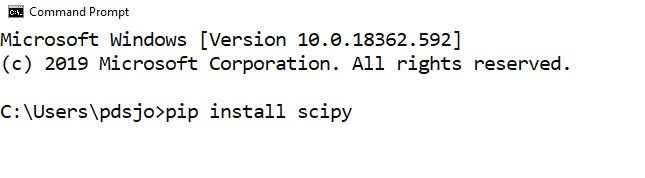 Command Prompt
Microsoft Windows [Version 10.0.18362.592]
(c) 2019 Microsoft Corporation. All rights reserved.
C:\Users\pdsjo>pip install scipy